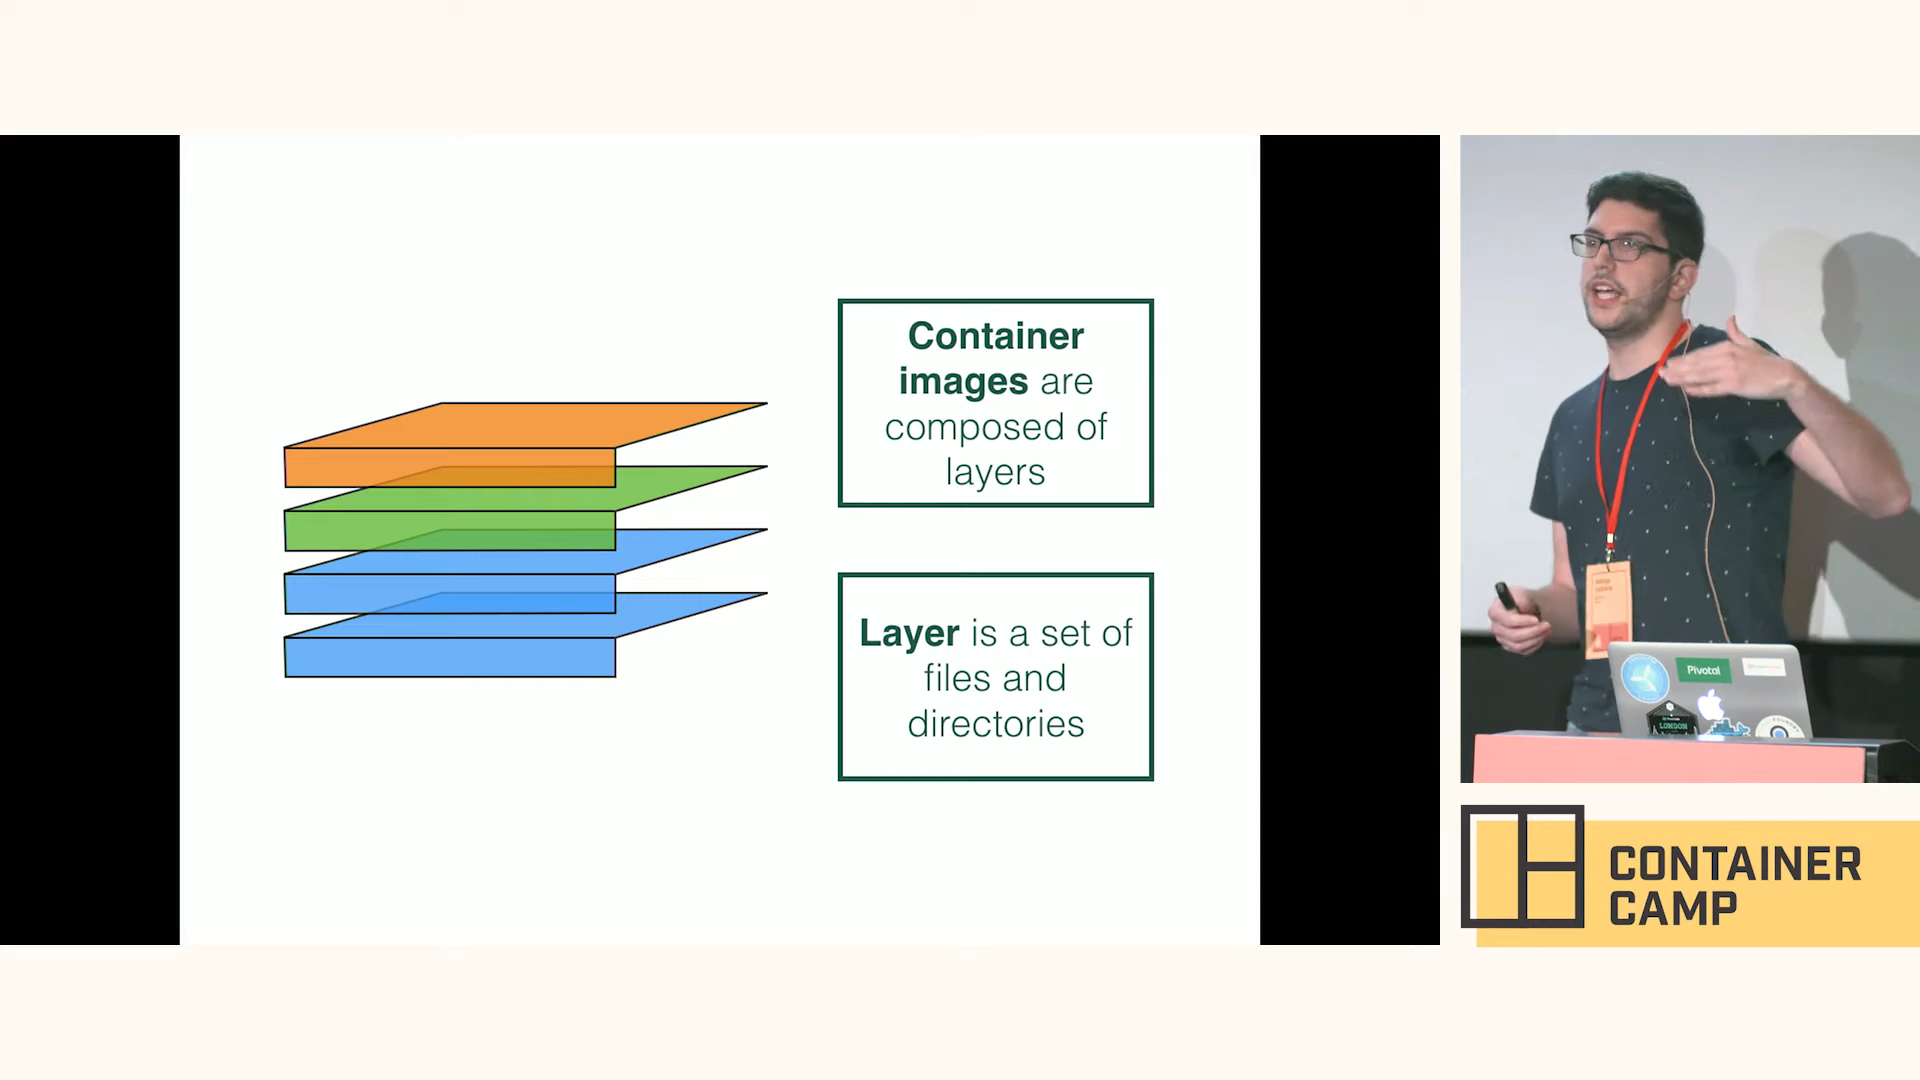 Container
images are
composed of
layers
Layer is a set of
files and
directories
Pivotal
LONDON
CONTAINER
CAMP